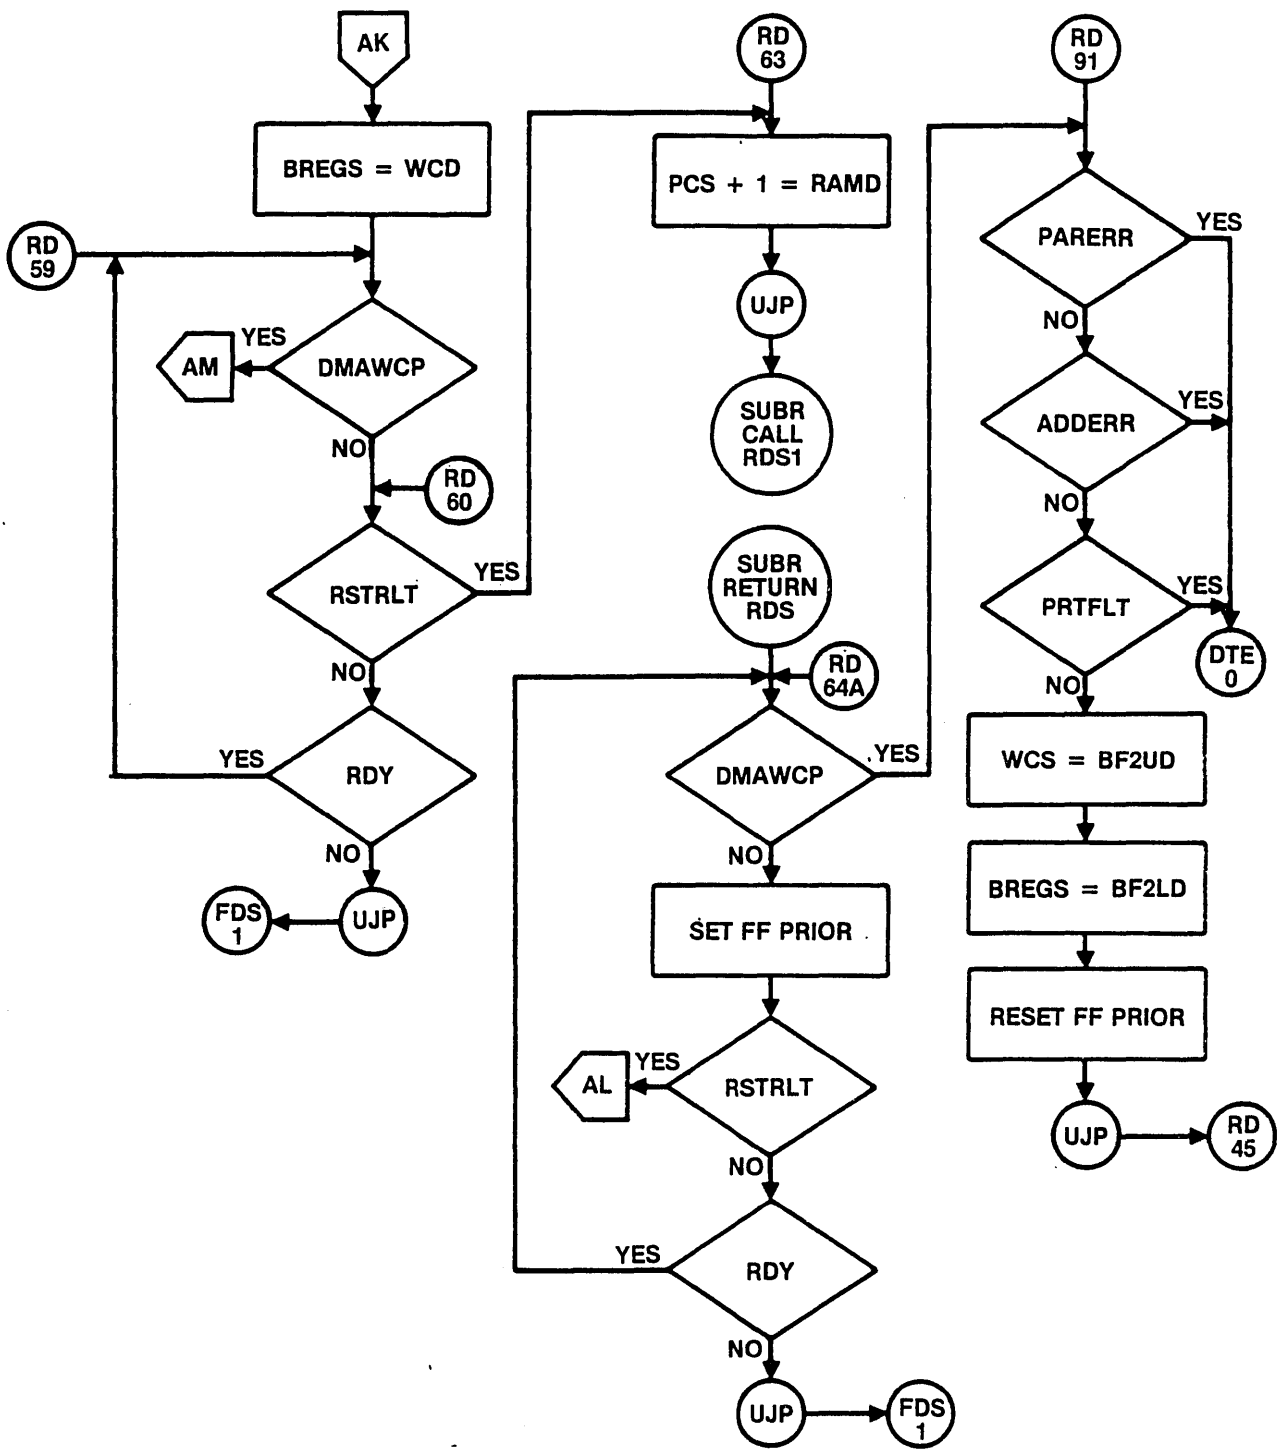 AK
BREGS = WCD
RD
59
YES
AM
DMAWCP
NO
RD
60
RSTRLT
YES
NO
YES
RDY
NO
FDS
1
UJP
RD
63
PCS + 1 = RAMD
UJP
SUBR
CALL
RDS1
SUBR
RETURN
RDS
RD
64A
DMAWCP
YES
NO
SET FF PRIOR
YES
AL
RSTRLT
NO
YES
RDY
NO
UJP
FDS
1
RD
91
PARERR
YES
NO
ADDERR
YES
NO
PRTFLT
YES
DTE
0
NO
WCS = BF2UD
BREGS = BF2LD
RESET FF PRIOR
UJP
RD
45